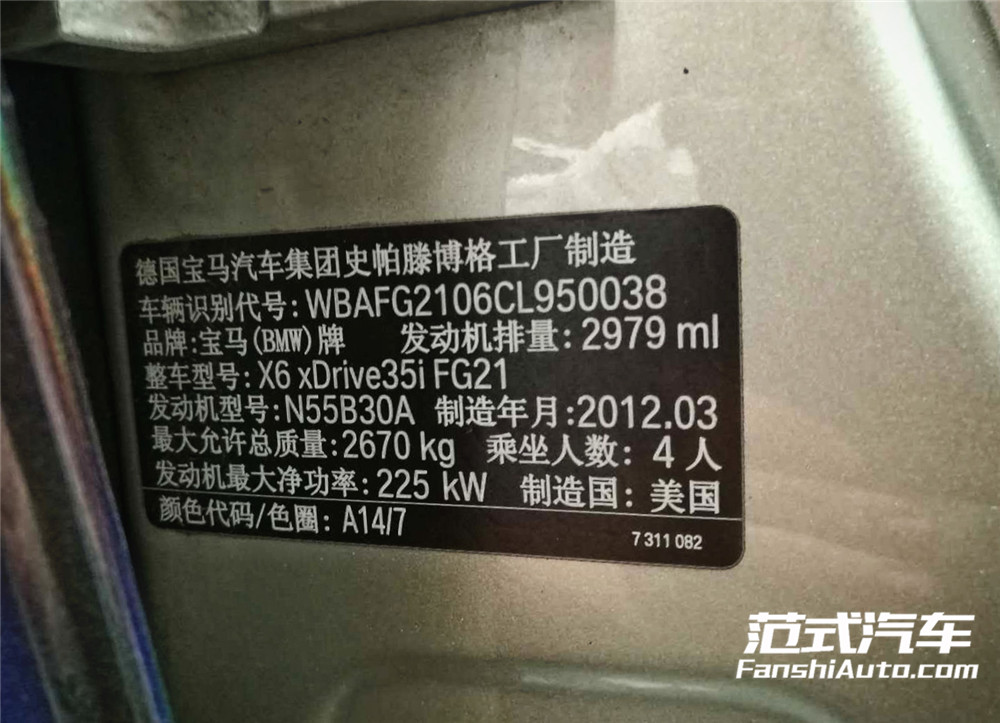 德国宝马汽车集团史帕滕博格工厂制造
车辆识别代号: WBAFG2106CL950038
品牌:宝马(BMW)牌 发动机排量: 2979 ml
整车型号: X6 xDrive35i FG21
发动机型号: N55B30A 制造年月:2012.03
最大允许总质量: 2670 kg 乘坐人数: 4 人
发动机最大净功率: 225 kW 制造国: 美国
颜色代码/色圈: A14/7
7 311 082
范式汽车
FanshiAuto.com